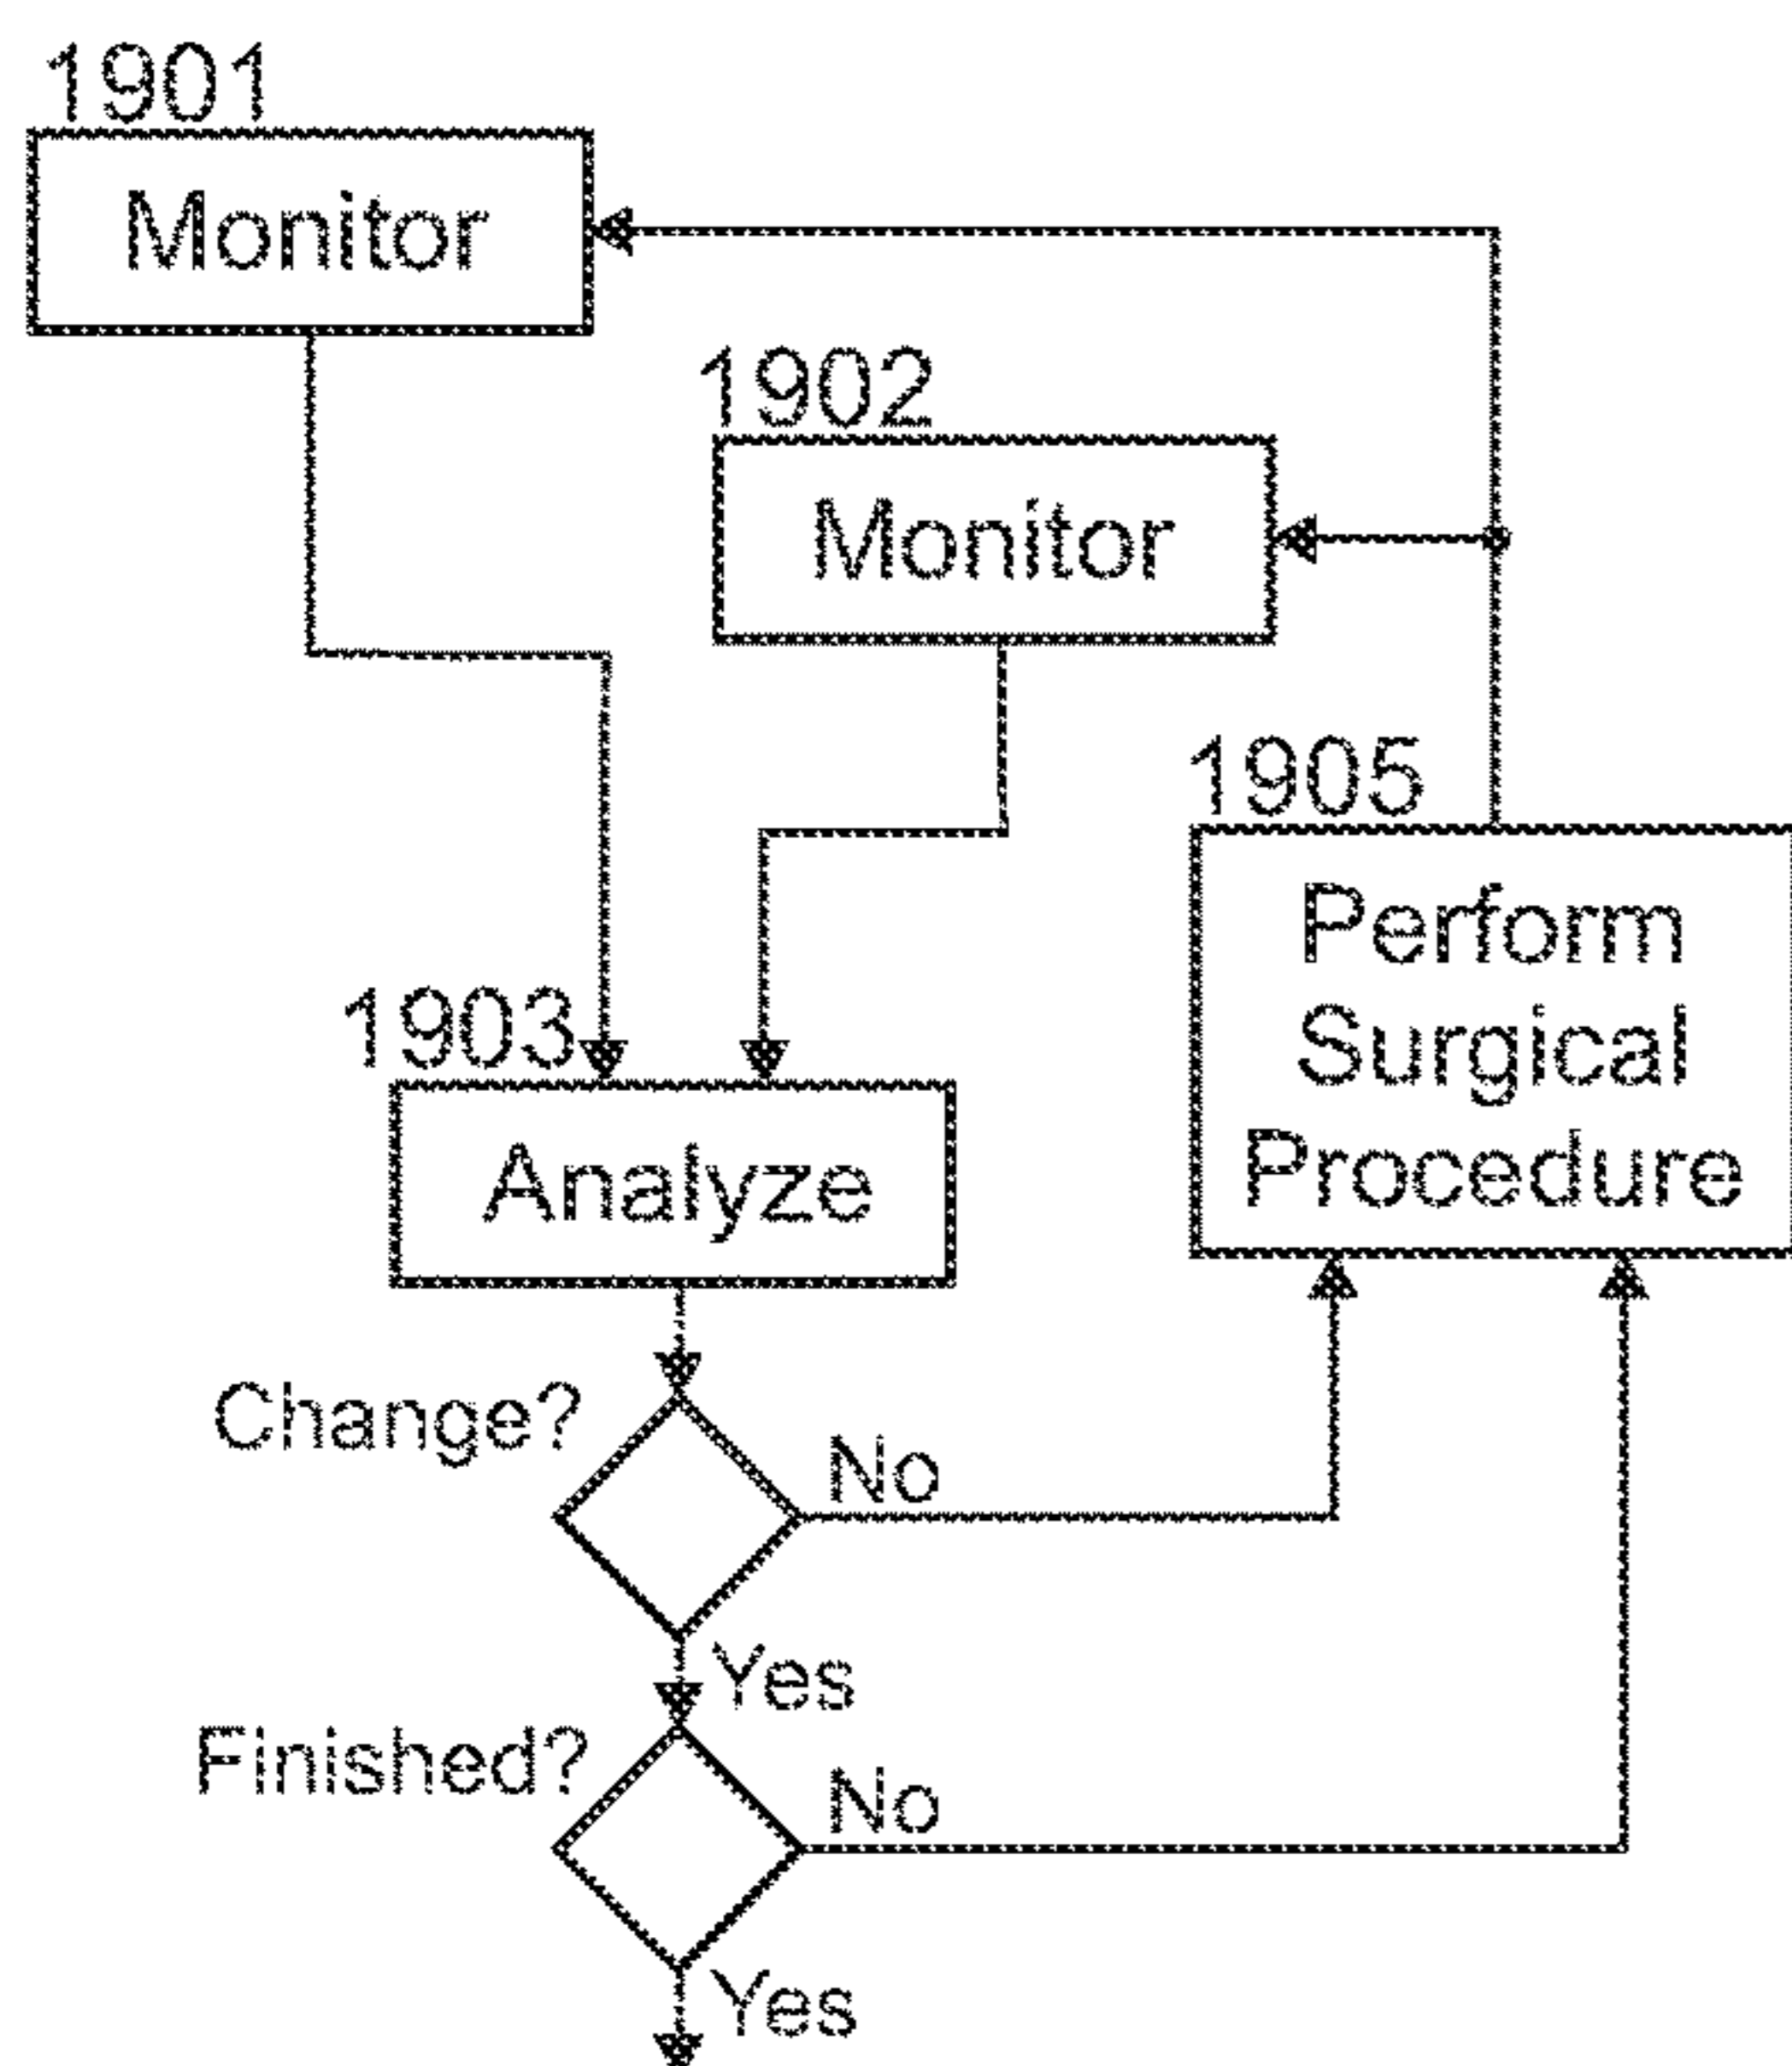 1901
Monitor
1902
Monitor
1905
Perform
Surgical
Procedure
1903
Analyze
Change?
No
Yes
Finished?
No
Yes